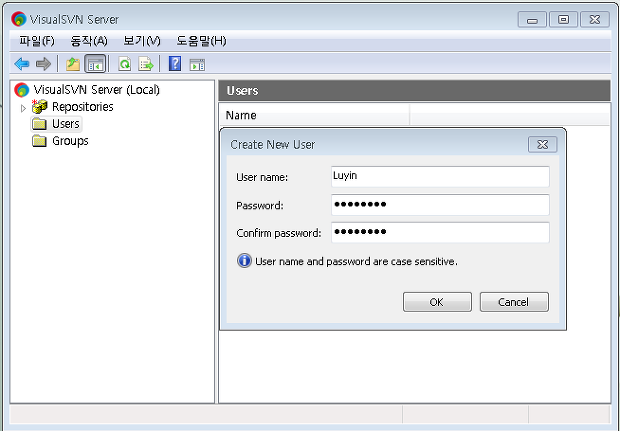 VisualSVN Server
파일(F) 동작(A) 보기(V) 도움말(H)
VisualSVN Server (Local)
Repositories
Users
Groups
Users
Name
Create New User
User name: Luyin
Password: ●●●●●●●●
Confirm password: ●●●●●●●●
User name and password are case sensitive.
OK Cancel